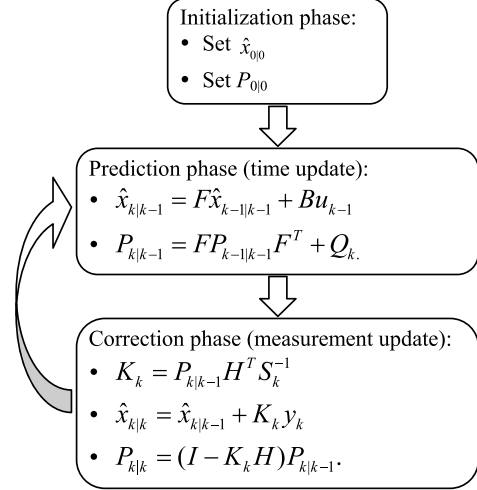 Initialization phase:
• Set x̂₀|₀
• Set P₀|₀
Prediction phase (time update):
• x̂ₖ|ₖ₋₁ = Fx̂ₖ₋₁|ₖ₋₁ + Buₖ₋₁
• Pₖ|ₖ₋₁ = FPₖ₋₁|ₖ₋₁Fᵀ + Qₖ.
Correction phase (measurement update):
• Kₖ = Pₖ|ₖ₋₁HᵀSₖ⁻¹
• x̂ₖ|ₖ = x̂ₖ|ₖ₋₁ + Kₖyₖ
• Pₖ|ₖ = (I − KₖH)Pₖ|ₖ₋₁.